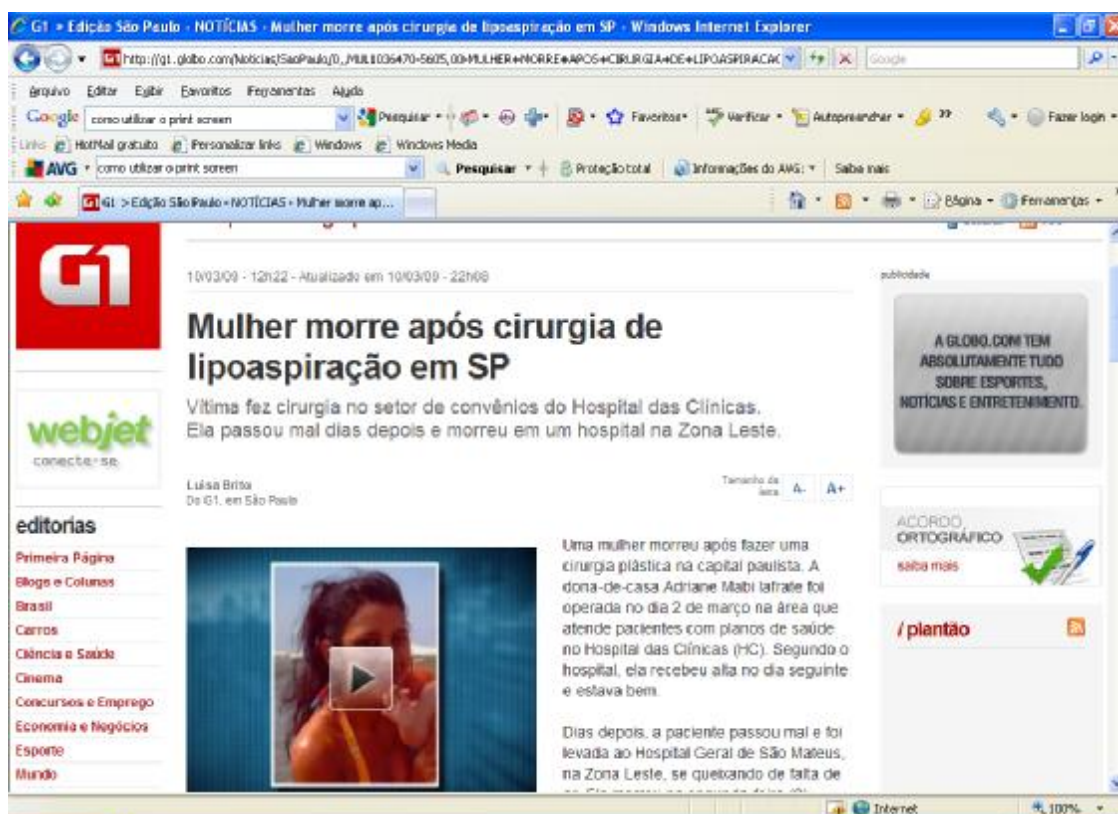 G1 > Edição São Paulo - NOTÍCIAS - Mulher morre após cirurgia de lipoaspiração em SP - Windows Internet Explorer
Google
Arquivo Editar Exibir Favoritos Ferramentas Ajuda
Google como utilizar o print screen Pesquisar Favoritos Verificar Autopreencher Fazer login
Links HotMail gratuito Personalizar links Windows Windows Media
AVG como utilizar o print screen Pesquisar Proteção total Informações do AVG: Saiba mais
G1 > Edição São Paulo - NOTÍCIAS - Mulher morre ap... Página Ferramentas
G1
10/03/09 - 12h22 - Atualizado em 10/03/09 - 22h08
Mulher morre após cirurgia de
lipoaspiração em SP
Vítima fez cirurgia no setor de convênios do Hospital das Clínicas.
Ela passou mal dias depois e morreu em um hospital na Zona Leste.
Luísa Brito
Do G1, em São Paulo
Tamanho da
letra A- A+
webjet
conecte-se
editorias
Primeira Página
Blogs e Colunas
Brasil
Carros
Ciência e Saúde
Cinema
Concursos e Emprego
Economia e Negócios
Esporte
Mundo
Uma mulher morreu após fazer uma
cirurgia plástica na capital paulista. A
dona-de-casa Adriane Mabi Iafrate foi
operada no dia 2 de março na área que
atende pacientes com planos de saúde
no Hospital das Clínicas (HC). Segundo o
hospital, ela recebeu alta no dia seguinte
e estava bem.
Dias depois, a paciente passou mal e foi
levada ao Hospital Geral de São Mateus,
na Zona Leste, se queixando de falta de
publicidade
A GLOBO.COM TEM
ABSOLUTAMENTE TUDO
SOBRE ESPORTES,
NOTÍCIAS E ENTRETENIMENTO.
ACORDO
ORTOGRÁFICO
saiba mais
/ plantão
Internet 100%